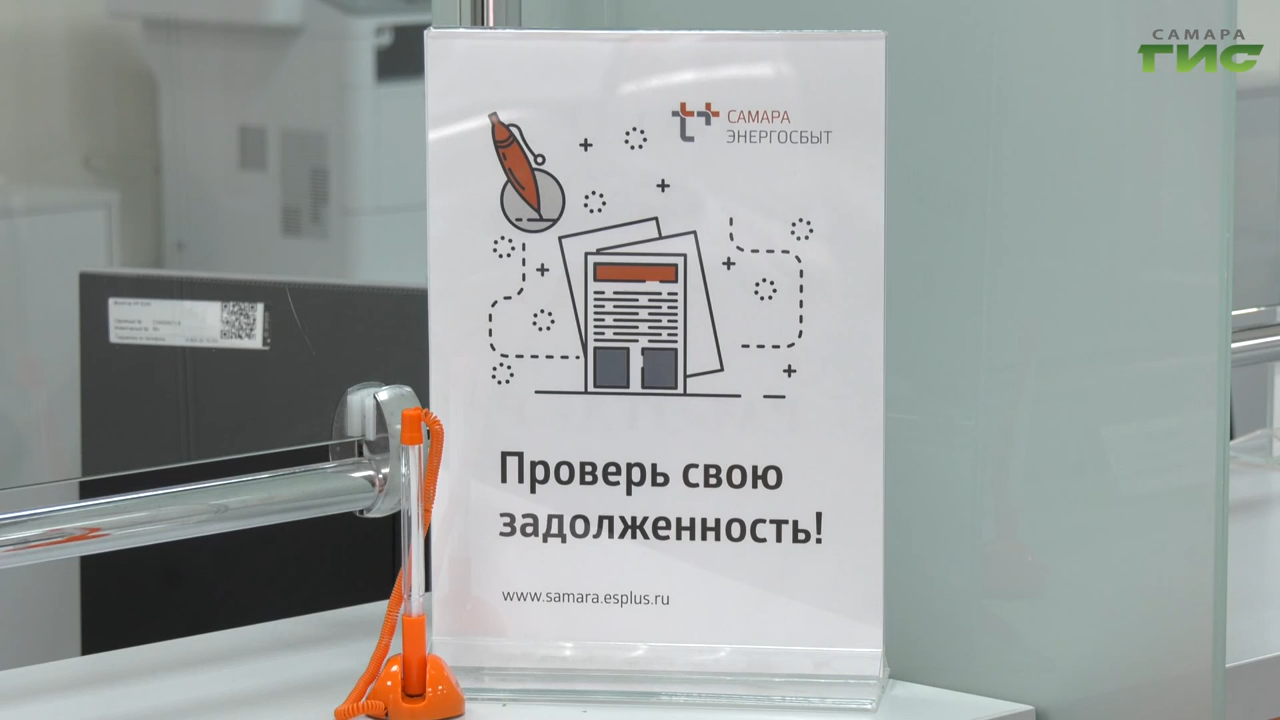 САМАРА
ГИС
САМАРА
ЭНЕРГОСБЫТ
Проверь свою
задолженность!
www.samara.esplus.ru